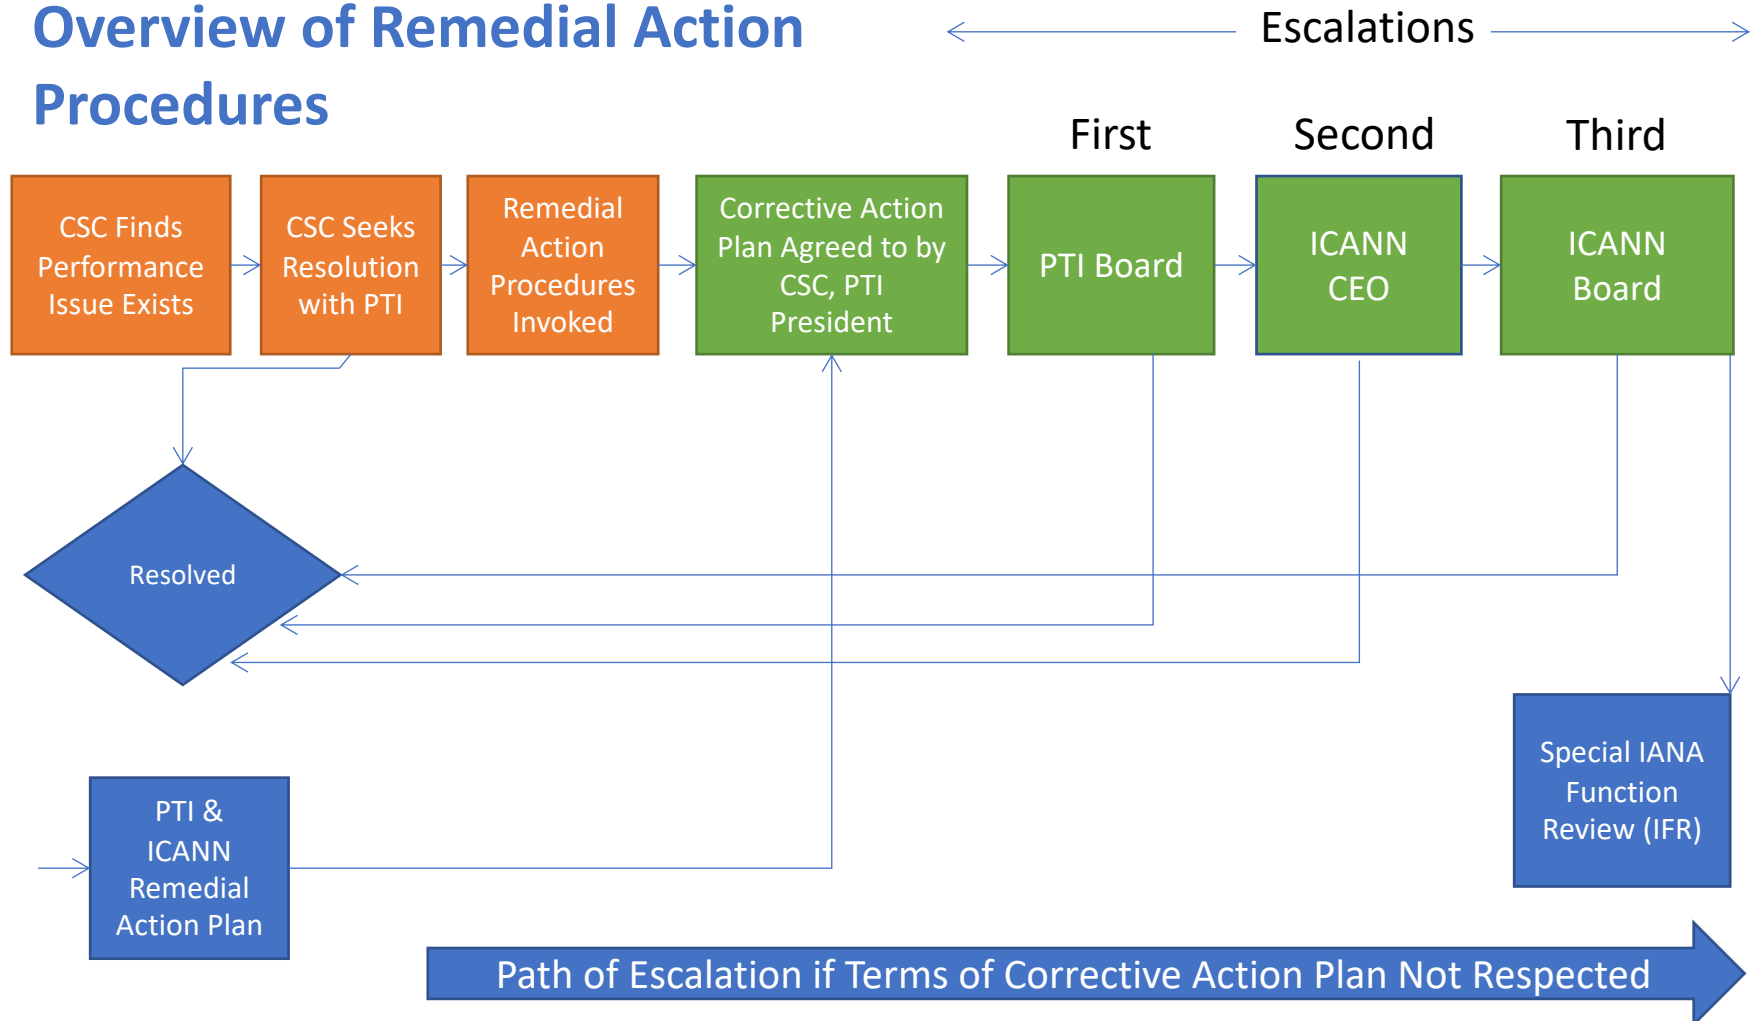 Overview of Remedial Action
Procedures
Escalations
First
Second
Third
CSC Finds
Performance
Issue Exists
CSC Seeks
Resolution
with PTI
Remedial
Action
Procedures
Invoked
Corrective Action
Plan Agreed to by
CSC, PTI
President
PTI Board
ICANN
CEO
ICANN
Board
Resolved
PTI &
ICANN
Remedial
Action Plan
Special IANA
Function
Review (IFR)
Path of Escalation if Terms of Corrective Action Plan Not Respected